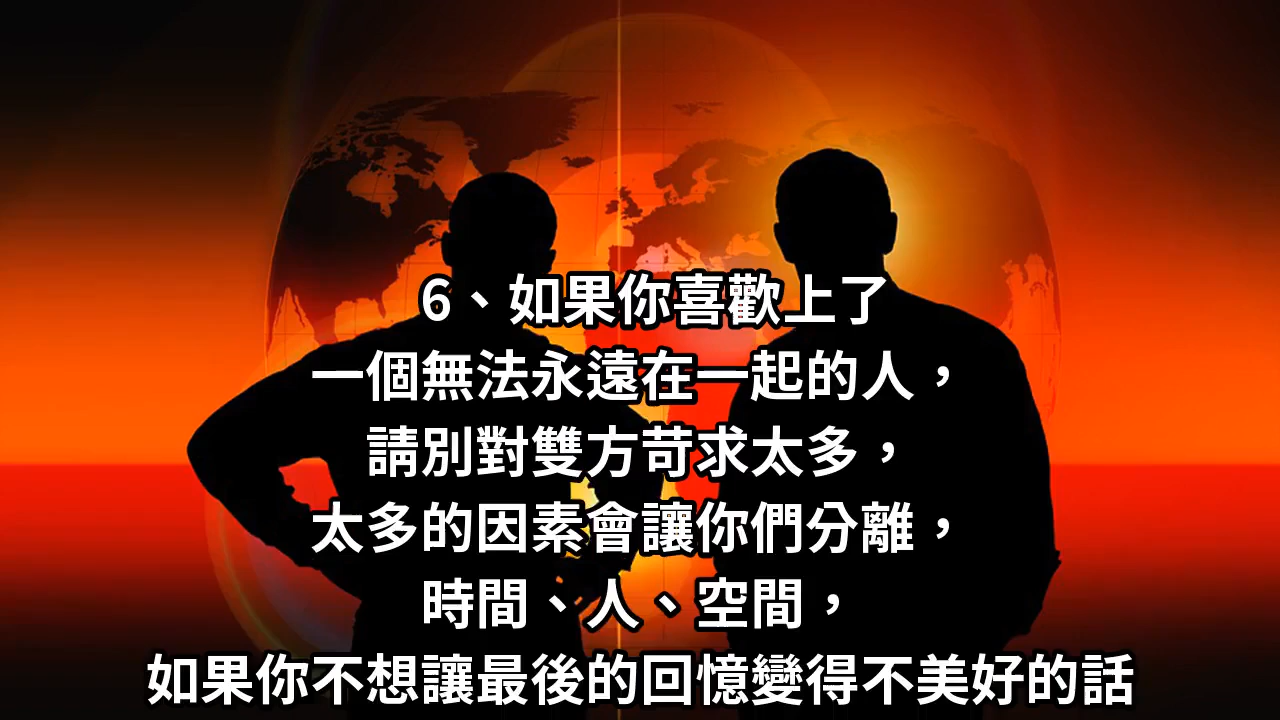 6、如果你喜歡上了
一個無法永遠在一起的人，
請別對雙方苛求太多，
太多的因素會讓你們分離，
時間、人、空間，
如果你不想讓最後的回憶變得不美好的話